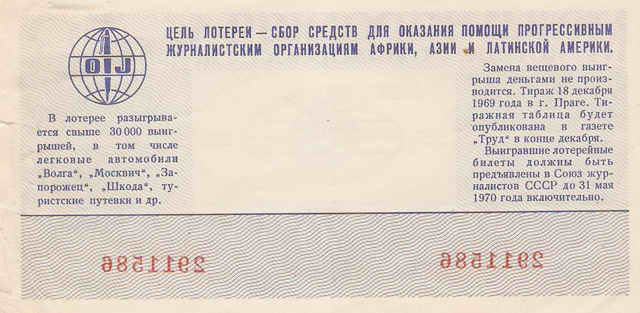 ЦЕЛЬ ЛОТЕРЕИ — СБОР СРЕДСТВ ДЛЯ ОКАЗАНИЯ ПОМОЩИ ПРОГРЕССИВНЫМ
ЖУРНАЛИСТСКИМ ОРГАНИЗАЦИЯМ АФРИКИ, АЗИИ И ЛАТИНСКОЙ АМЕРИКИ.
OIJ
В лотерее разыгрыва-
ется свыше 30 000 выиг-
рышей, в том числе
легковые автомобили
„Волга", „Москвич", „За-
порожец", „Шкода", ту-
ристские путевки и др.
Замена вещевого выиг-
рыша деньгами не произ-
водится. Тираж 18 декабря
1969 года в г. Праге. Ти-
ражная таблица будет
опубликована в газете
„Труд" в конце декабря.
Выигравшие лотерейные
билеты должны быть
предъявлены в Союз жур-
налистов СССР до 31 мая
1970 года включительно.
2911586
2911586